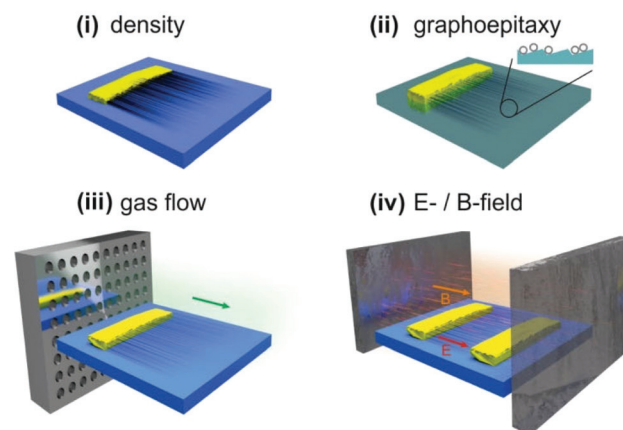 (i) density
(ii) graphoepitaxy
(iii) gas flow
(iv) E- / B-field
B
E